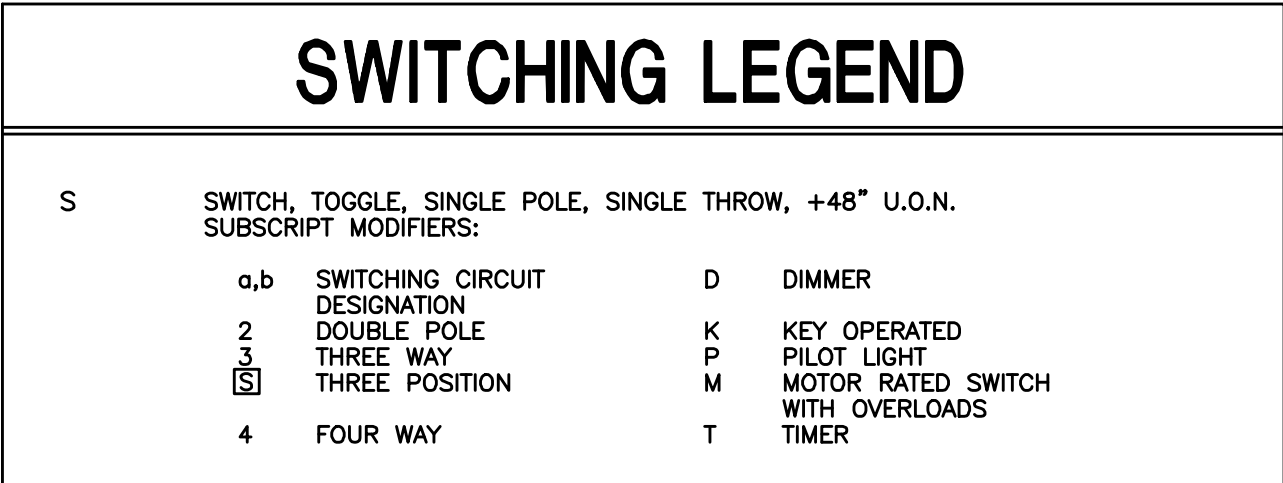 SWITCHING LEGEND
S SWITCH, TOGGLE, SINGLE POLE, SINGLE THROW, +48" U.O.N.
SUBSCRIPT MODIFIERS:
a,b SWITCHING CIRCUIT D DIMMER
DESIGNATION
2 DOUBLE POLE K KEY OPERATED
3 THREE WAY P PILOT LIGHT
S THREE POSITION M MOTOR RATED SWITCH
WITH OVERLOADS
4 FOUR WAY T TIMER